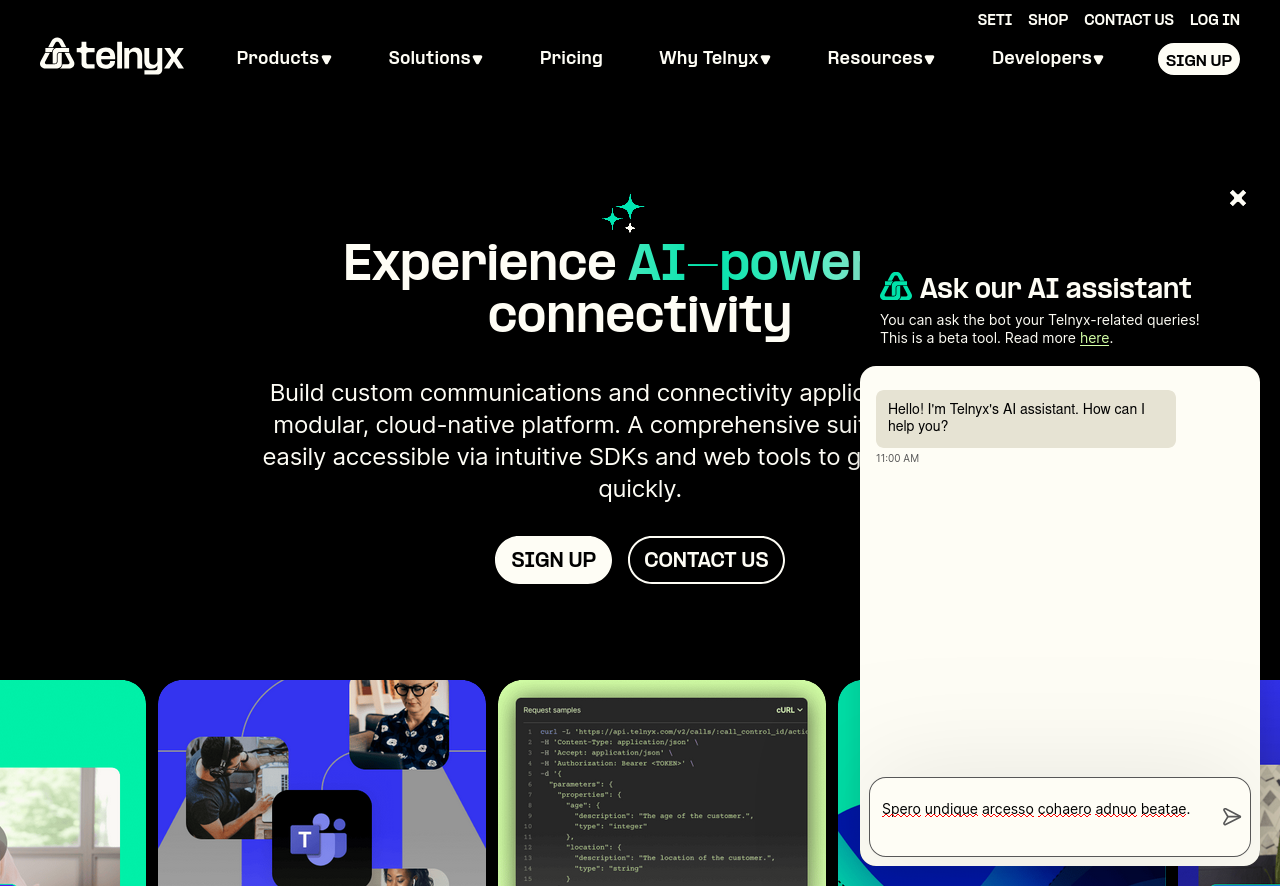 SETI SHOP CONTACT US LOG IN
telnyx Products Solutions Pricing Why Telnyx Resources Developers SIGN UP
Experience AI-power
connectivity
Build custom communications and connectivity applic
modular, cloud-native platform. A comprehensive suit
easily accessible via intuitive SDKs and web tools to g
quickly.
SIGN UP CONTACT US
Ask our AI assistant
You can ask the bot your Telnyx-related queries!
This is a beta tool. Read more here.
Hello! I'm Telnyx's AI assistant. How can I
help you?
11:00 AM
Spero undique arcesso cohaero adnuo beatae.
Request samples cURL
1 curl -L 'https://api.telnyx.com/v2/calls/:call_control_id/actio
2 -H 'Content-Type: application/json' \
3 -H 'Accept: application/json' \
4 -H 'Authorization: Bearer <TOKEN>' \
5 -d '{
6 "parameters": {
7 "properties": {
8 "age": {
9 "description": "The age of the customer.",
10 "type": "integer"
11 },
12 "location": {
13 "description": "The location of the customer.",
14 "type": "string"
15 }
T